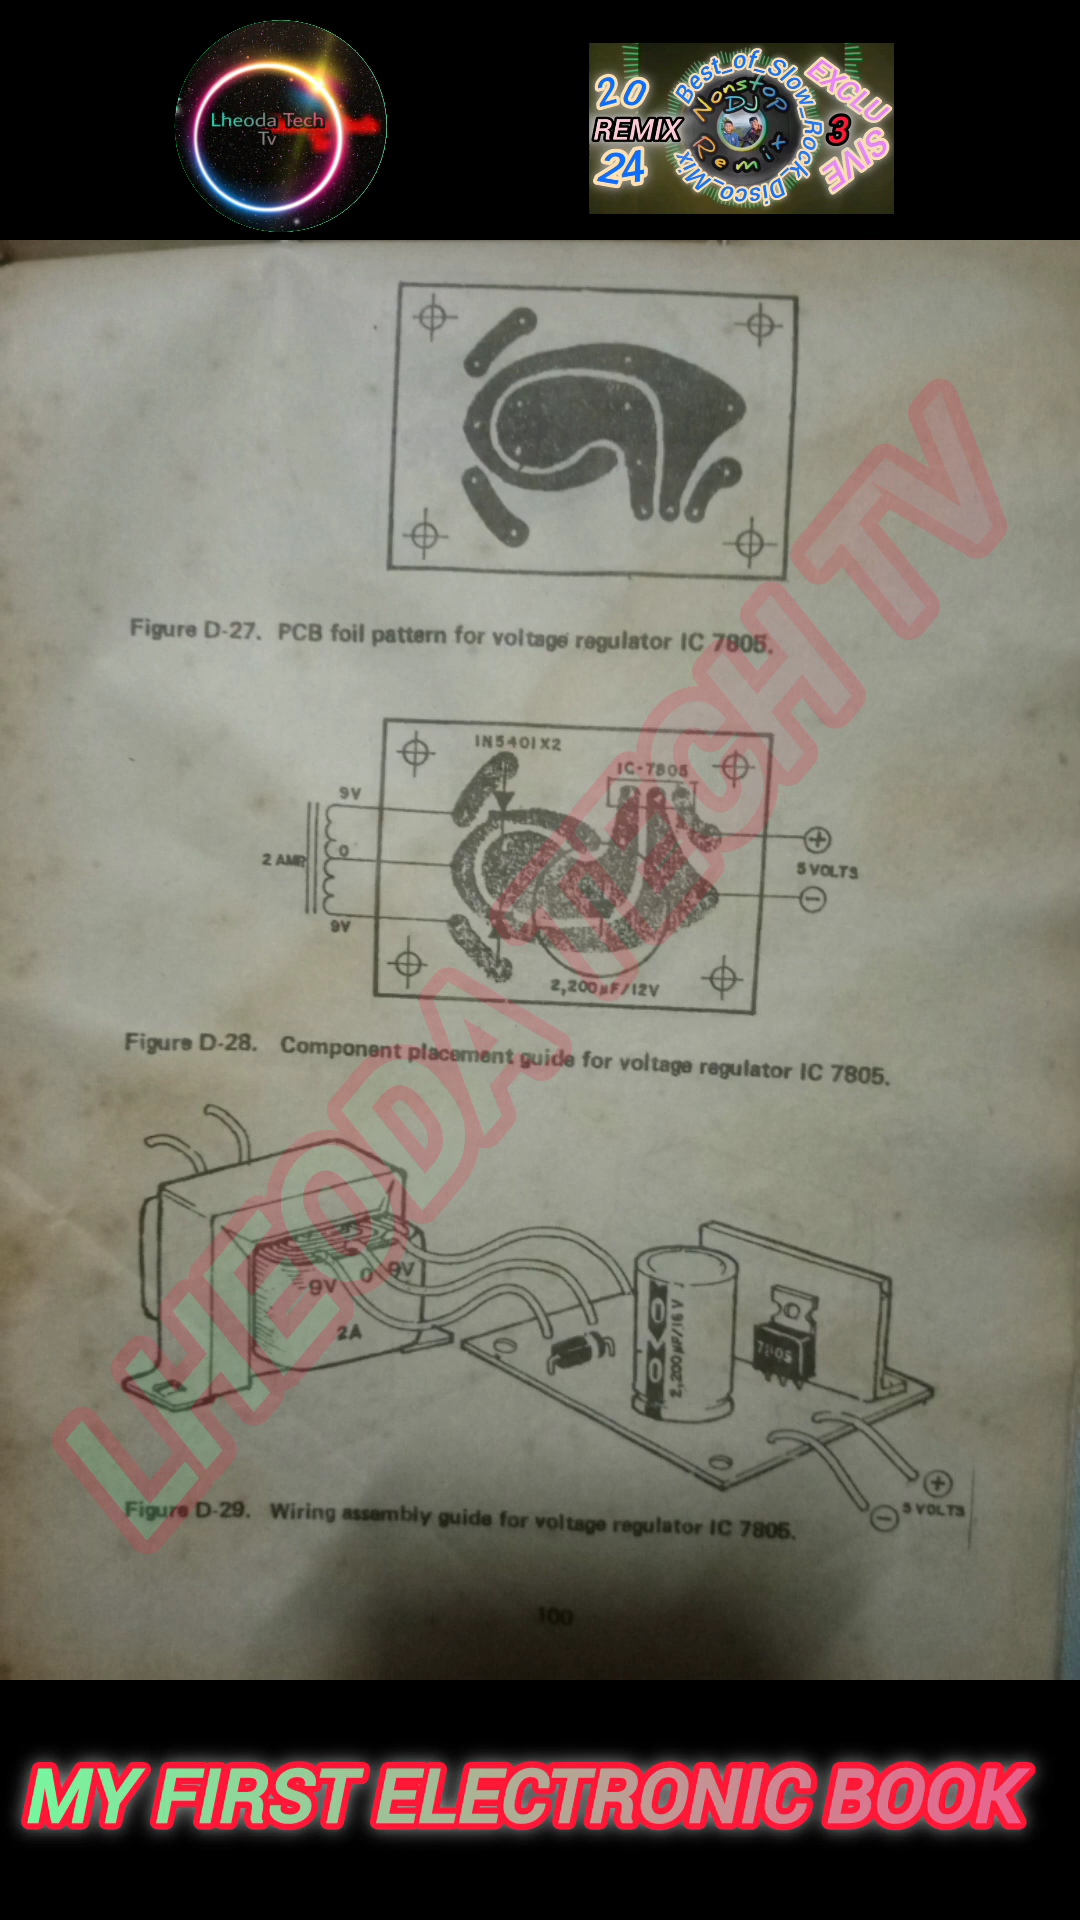 Lheoda Tech
Tv
20
REMIX
24
Best_of_Slow_Rock_Disco_Mix
Nonstop
DJ
Remix
EXCLU
SIVE
3
Figure D-27. PCB foil pattern for voltage regulator IC 7805.
1N5401X2
IC-7805
9V
0
2 AMP
9V
+
5 VOLTS
−
2,200µF/12V
Figure D-28. Component placement guide for voltage regulator IC 7805.
9V 0 9V
2A
2,200µF/16V
7805
+
5 VOLTS
−
Figure D-29. Wiring assembly guide for voltage regulator IC 7805.
100
LHEODA TECH TV
MY FIRST ELECTRONIC BOOK